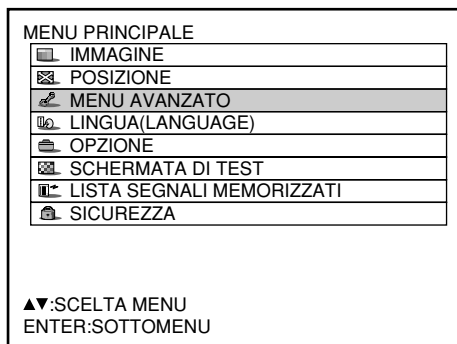 MENU PRINCIPALE
IMMAGINE
POSIZIONE
MENU AVANZATO
LINGUA(LANGUAGE)
OPZIONE
SCHERMATA DI TEST
LISTA SEGNALI MEMORIZZATI
SICUREZZA
▲▼:SCELTA MENU
ENTER:SOTTOMENU